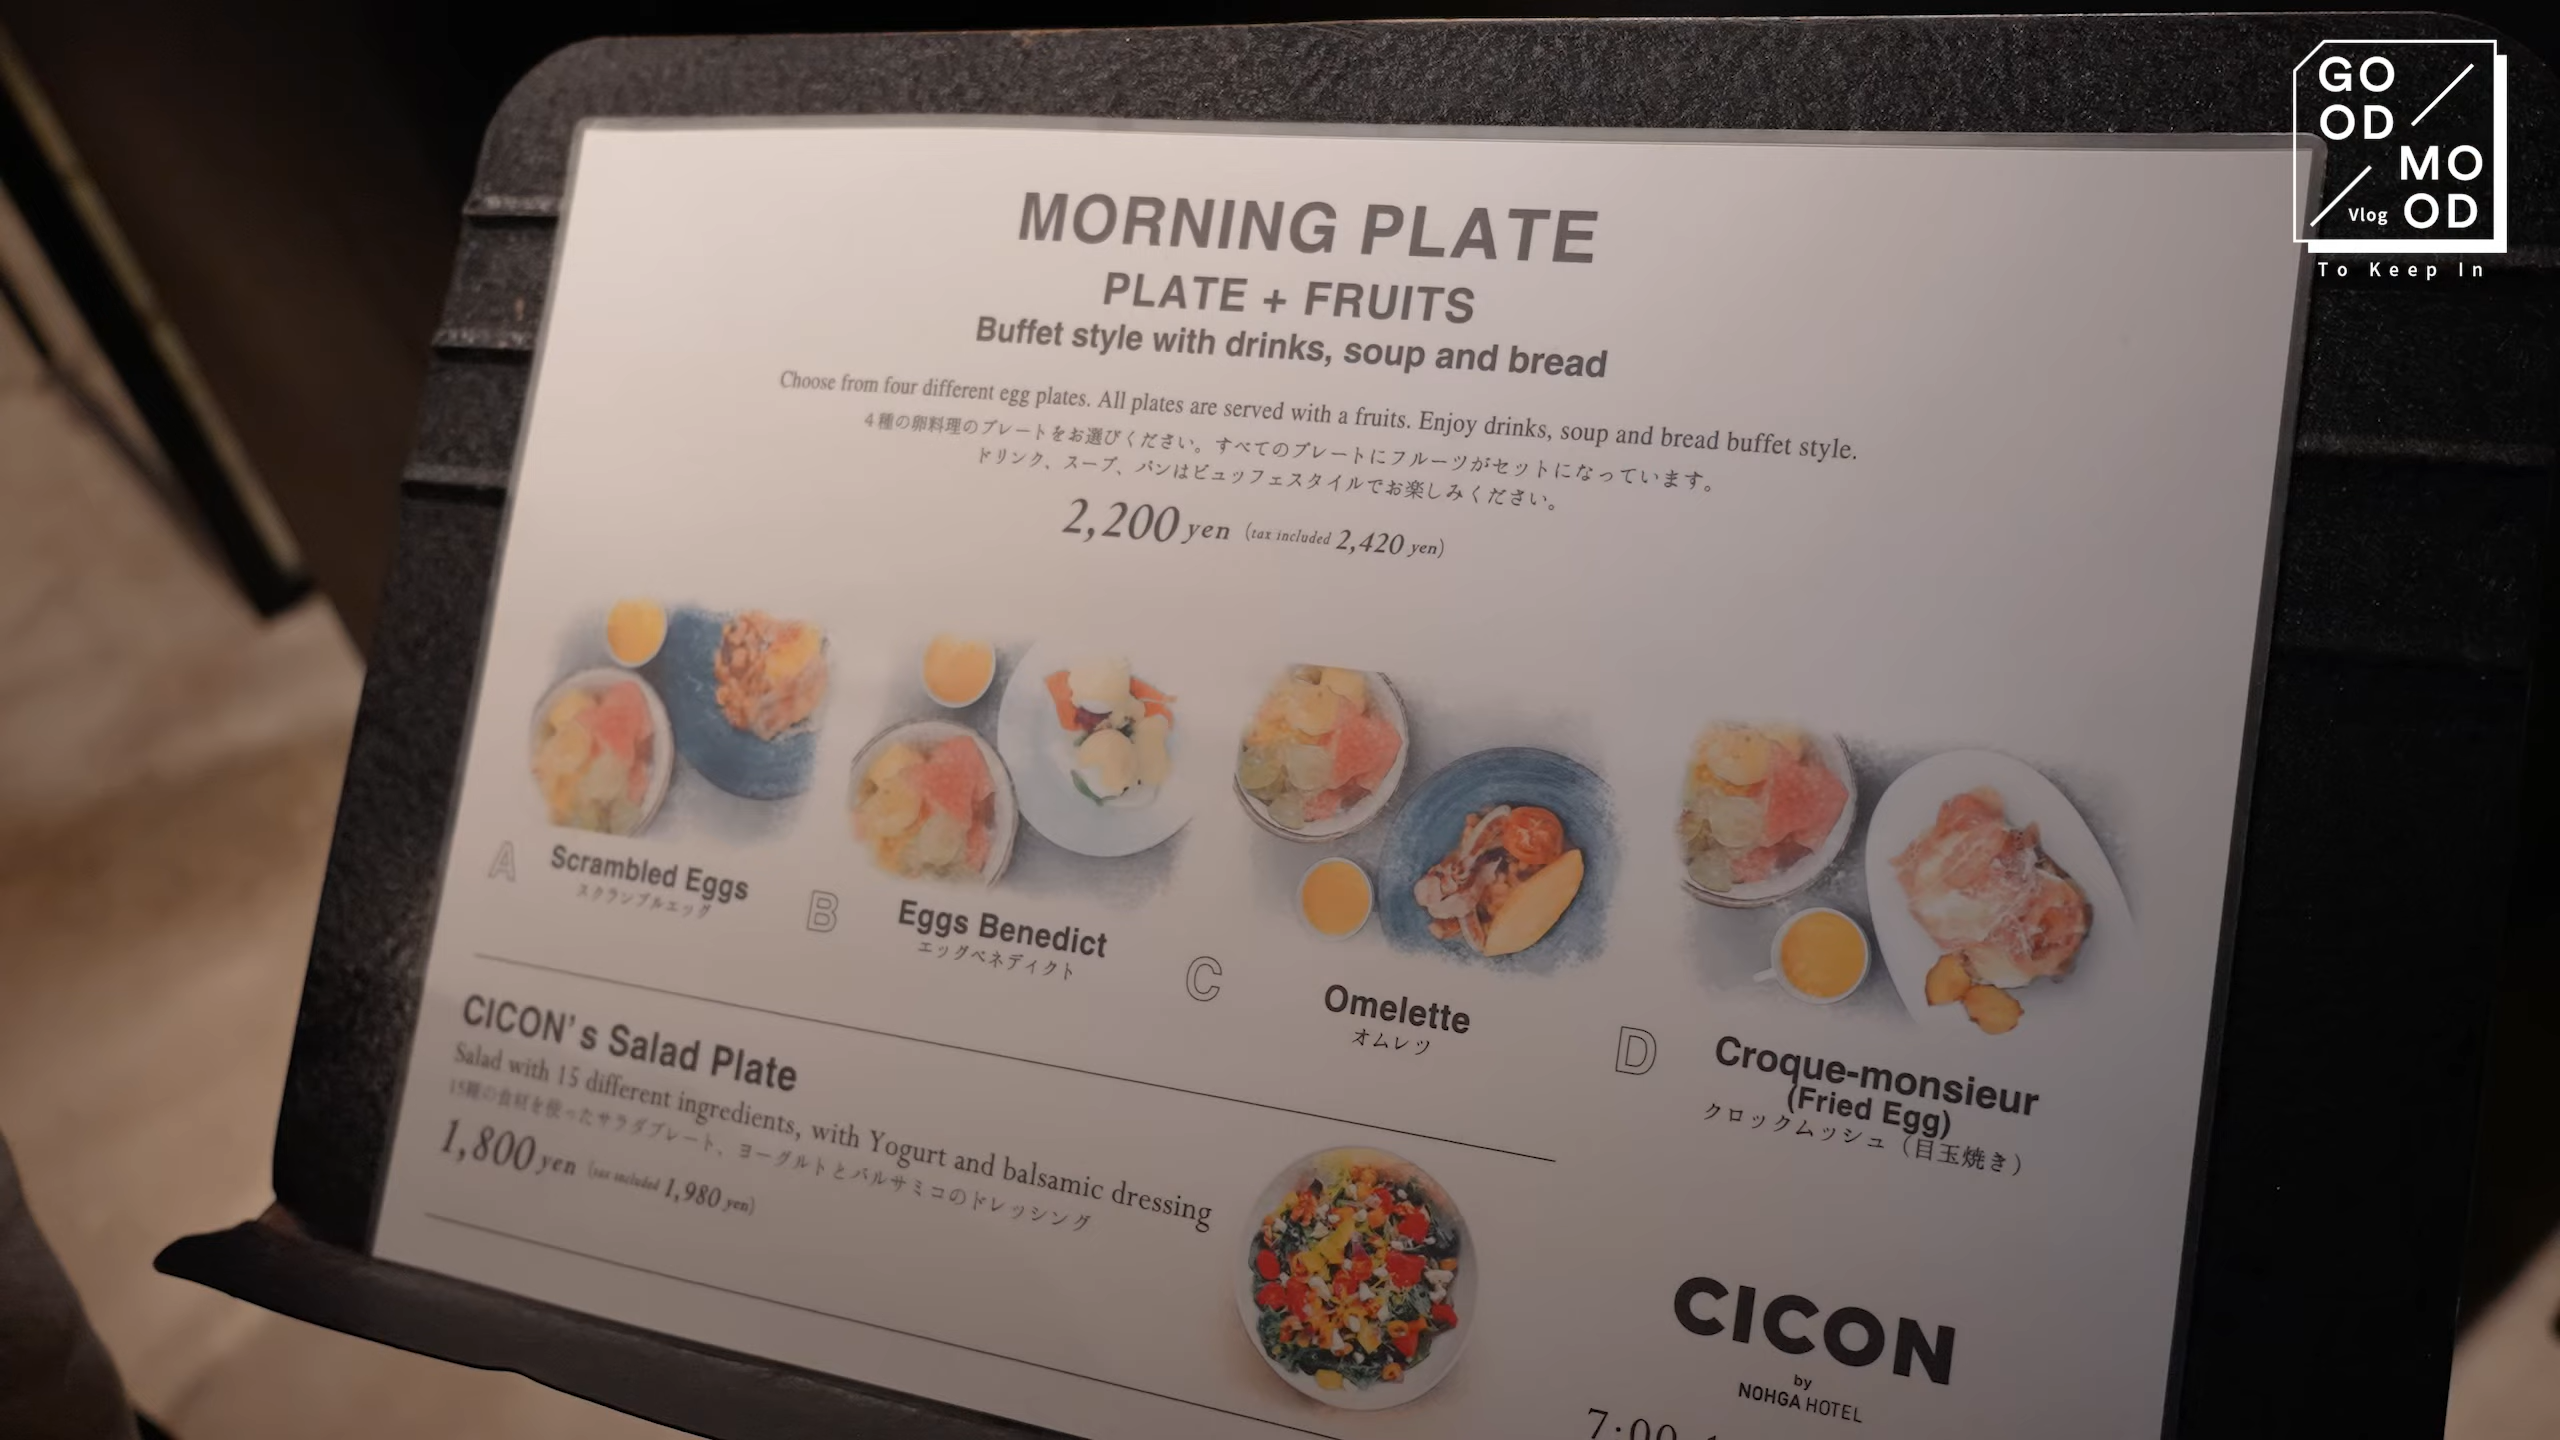 GO
OD
MO
Vlog OD
To Keep In
MORNING PLATE
PLATE + FRUITS
Buffet style with drinks, soup and bread
Choose from four different egg plates. All plates are served with a fruits. Enjoy drinks, soup and bread buffet style.
4種の卵料理のプレートをお選びください。すべてのプレートにフルーツがセットになっています。
ドリンク、スープ、パンはビュッフェスタイルでお楽しみください。
2,200 yen (tax included 2,420 yen)
A Scrambled Eggs
スクランブルエッグ
B Eggs Benedict
エッグベネディクト
C Omelette
オムレツ
D Croque-monsieur
(Fried Egg)
クロックムッシュ（目玉焼き）
CICON's Salad Plate
Salad with 15 different ingredients, with Yogurt and balsamic dressing
15種の食材を使ったサラダプレート、ヨーグルトとバルサミコのドレッシング
1,800 yen (tax included 1,980 yen)
CICON
by
NOHGA HOTEL
7:00